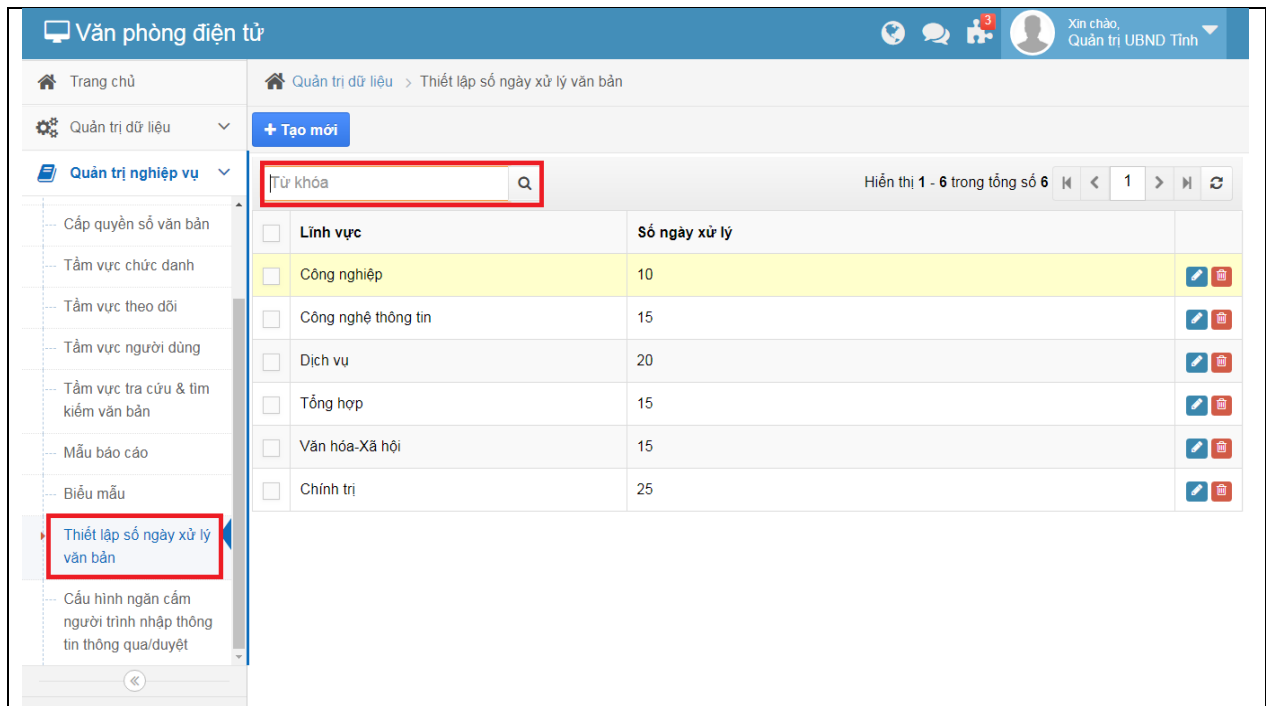 Văn phòng điện tử
3
Xin chào,
Quản trị UBND Tỉnh
Trang chủ
Quản trị dữ liệu
Quản trị nghiệp vụ
Cấp quyền sổ văn bản
Tầm vực chức danh
Tầm vực theo dõi
Tầm vực người dùng
Tầm vực tra cứu & tìm
kiếm văn bản
Mẫu báo cáo
Biểu mẫu
Thiết lập số ngày xử lý
văn bản
Cấu hình ngăn cấm
người trình nhập thông
tin thông qua/duyệt
Quản trị dữ liệu > Thiết lập số ngày xử lý văn bản
+ Tạo mới
Từ khóa
Hiển thị 1 - 6 trong tổng số 6
1
Lĩnh vực Số ngày xử lý
Công nghiệp 10
Công nghệ thông tin 15
Dịch vụ 20
Tổng hợp 15
Văn hóa-Xã hội 15
Chính trị 25